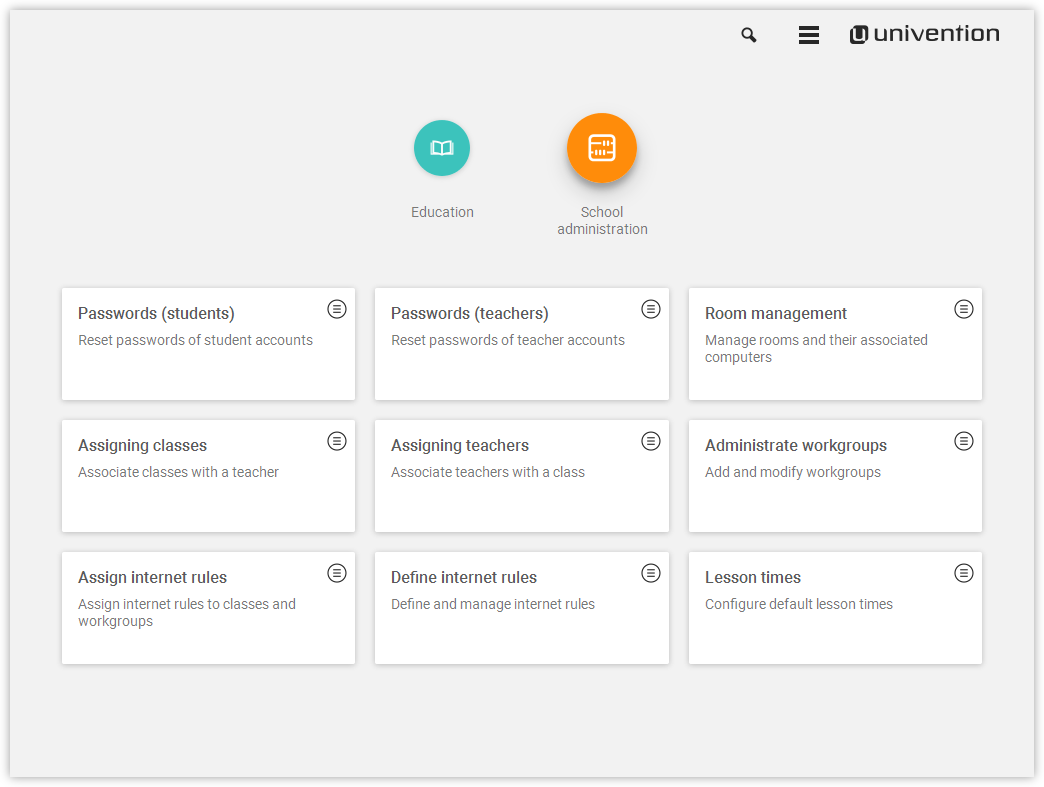 univention
Education
School
administration
Passwords (students)
Reset passwords of student accounts
Passwords (teachers)
Reset passwords of teacher accounts
Room management
Manage rooms and their associated
computers
Assigning classes
Associate classes with a teacher
Assigning teachers
Associate teachers with a class
Administrate workgroups
Add and modify workgroups
Assign internet rules
Assign internet rules to classes and
workgroups
Define internet rules
Define and manage internet rules
Lesson times
Configure default lesson times